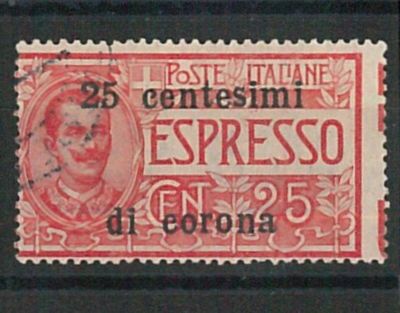 POSTE ITALIANE
25 centesimi
ESPRESSO
CENT 25
di corona